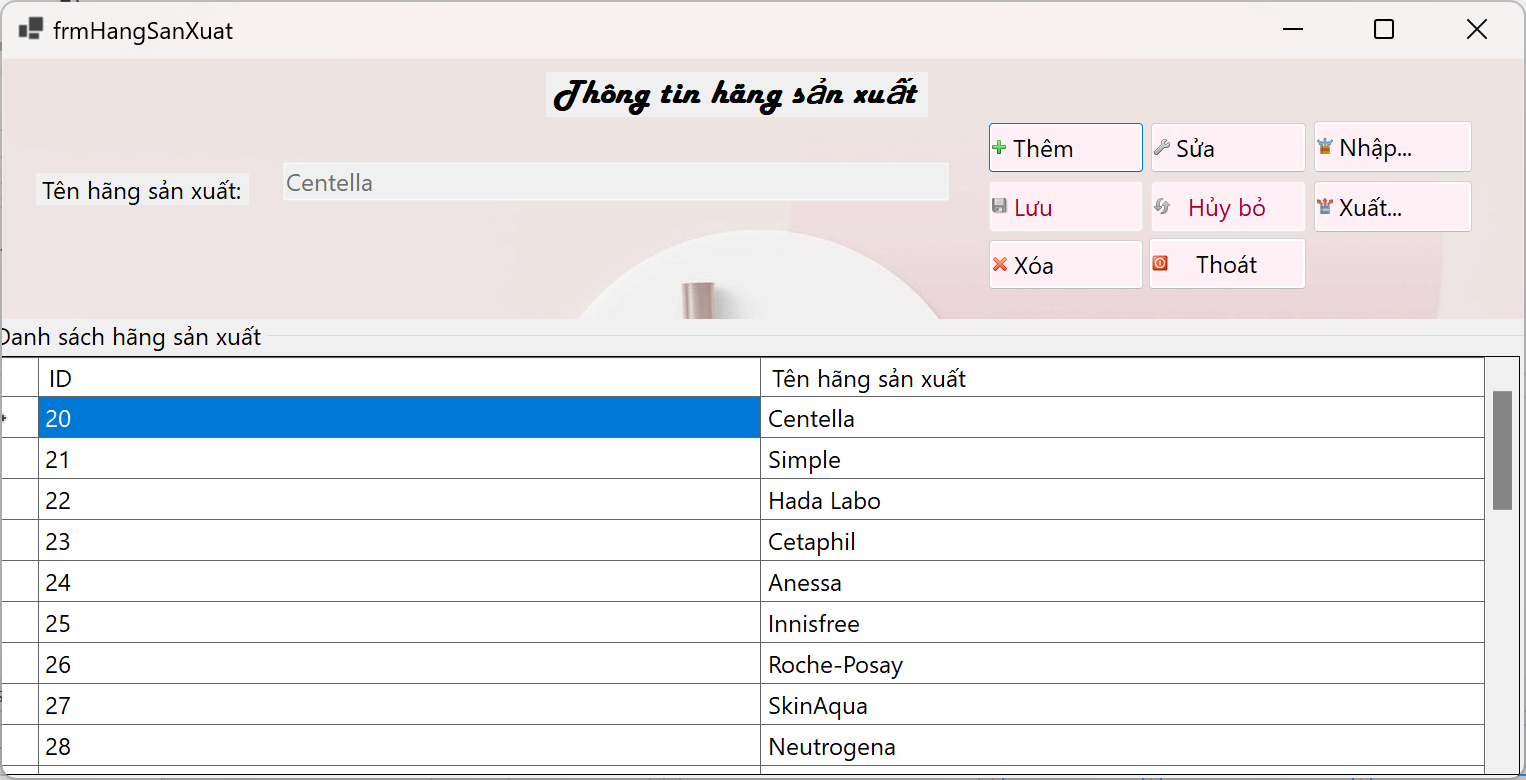 frmHangSanXuat
Thông tin hãng sản xuất
Thêm
Sửa
Nhập...
Tên hãng sản xuất:
Centella
Lưu
Hủy bỏ
Xuất...
Xóa
Thoát
Danh sách hãng sản xuất
ID Tên hãng sản xuất
20 Centella
21 Simple
22 Hada Labo
23 Cetaphil
24 Anessa
25 Innisfree
26 Roche-Posay
27 SkinAqua
28 Neutrogena